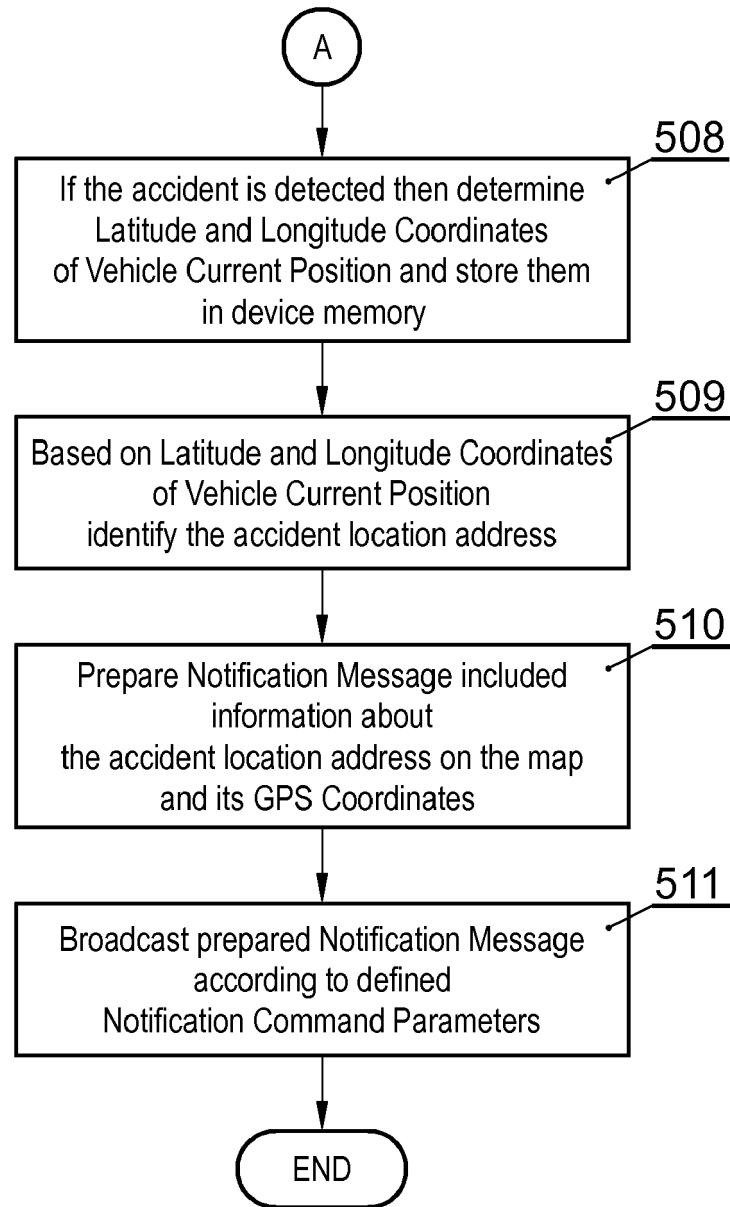 A
508
If the accident is detected then determine
Latitude and Longitude Coordinates
of Vehicle Current Position and store them
in device memory
509
Based on Latitude and Longitude Coordinates
of Vehicle Current Position
identify the accident location address
510
Prepare Notification Message included
information about
the accident location address on the map
and its GPS Coordinates
511
Broadcast prepared Notification Message
according to defined
Notification Command Parameters
END